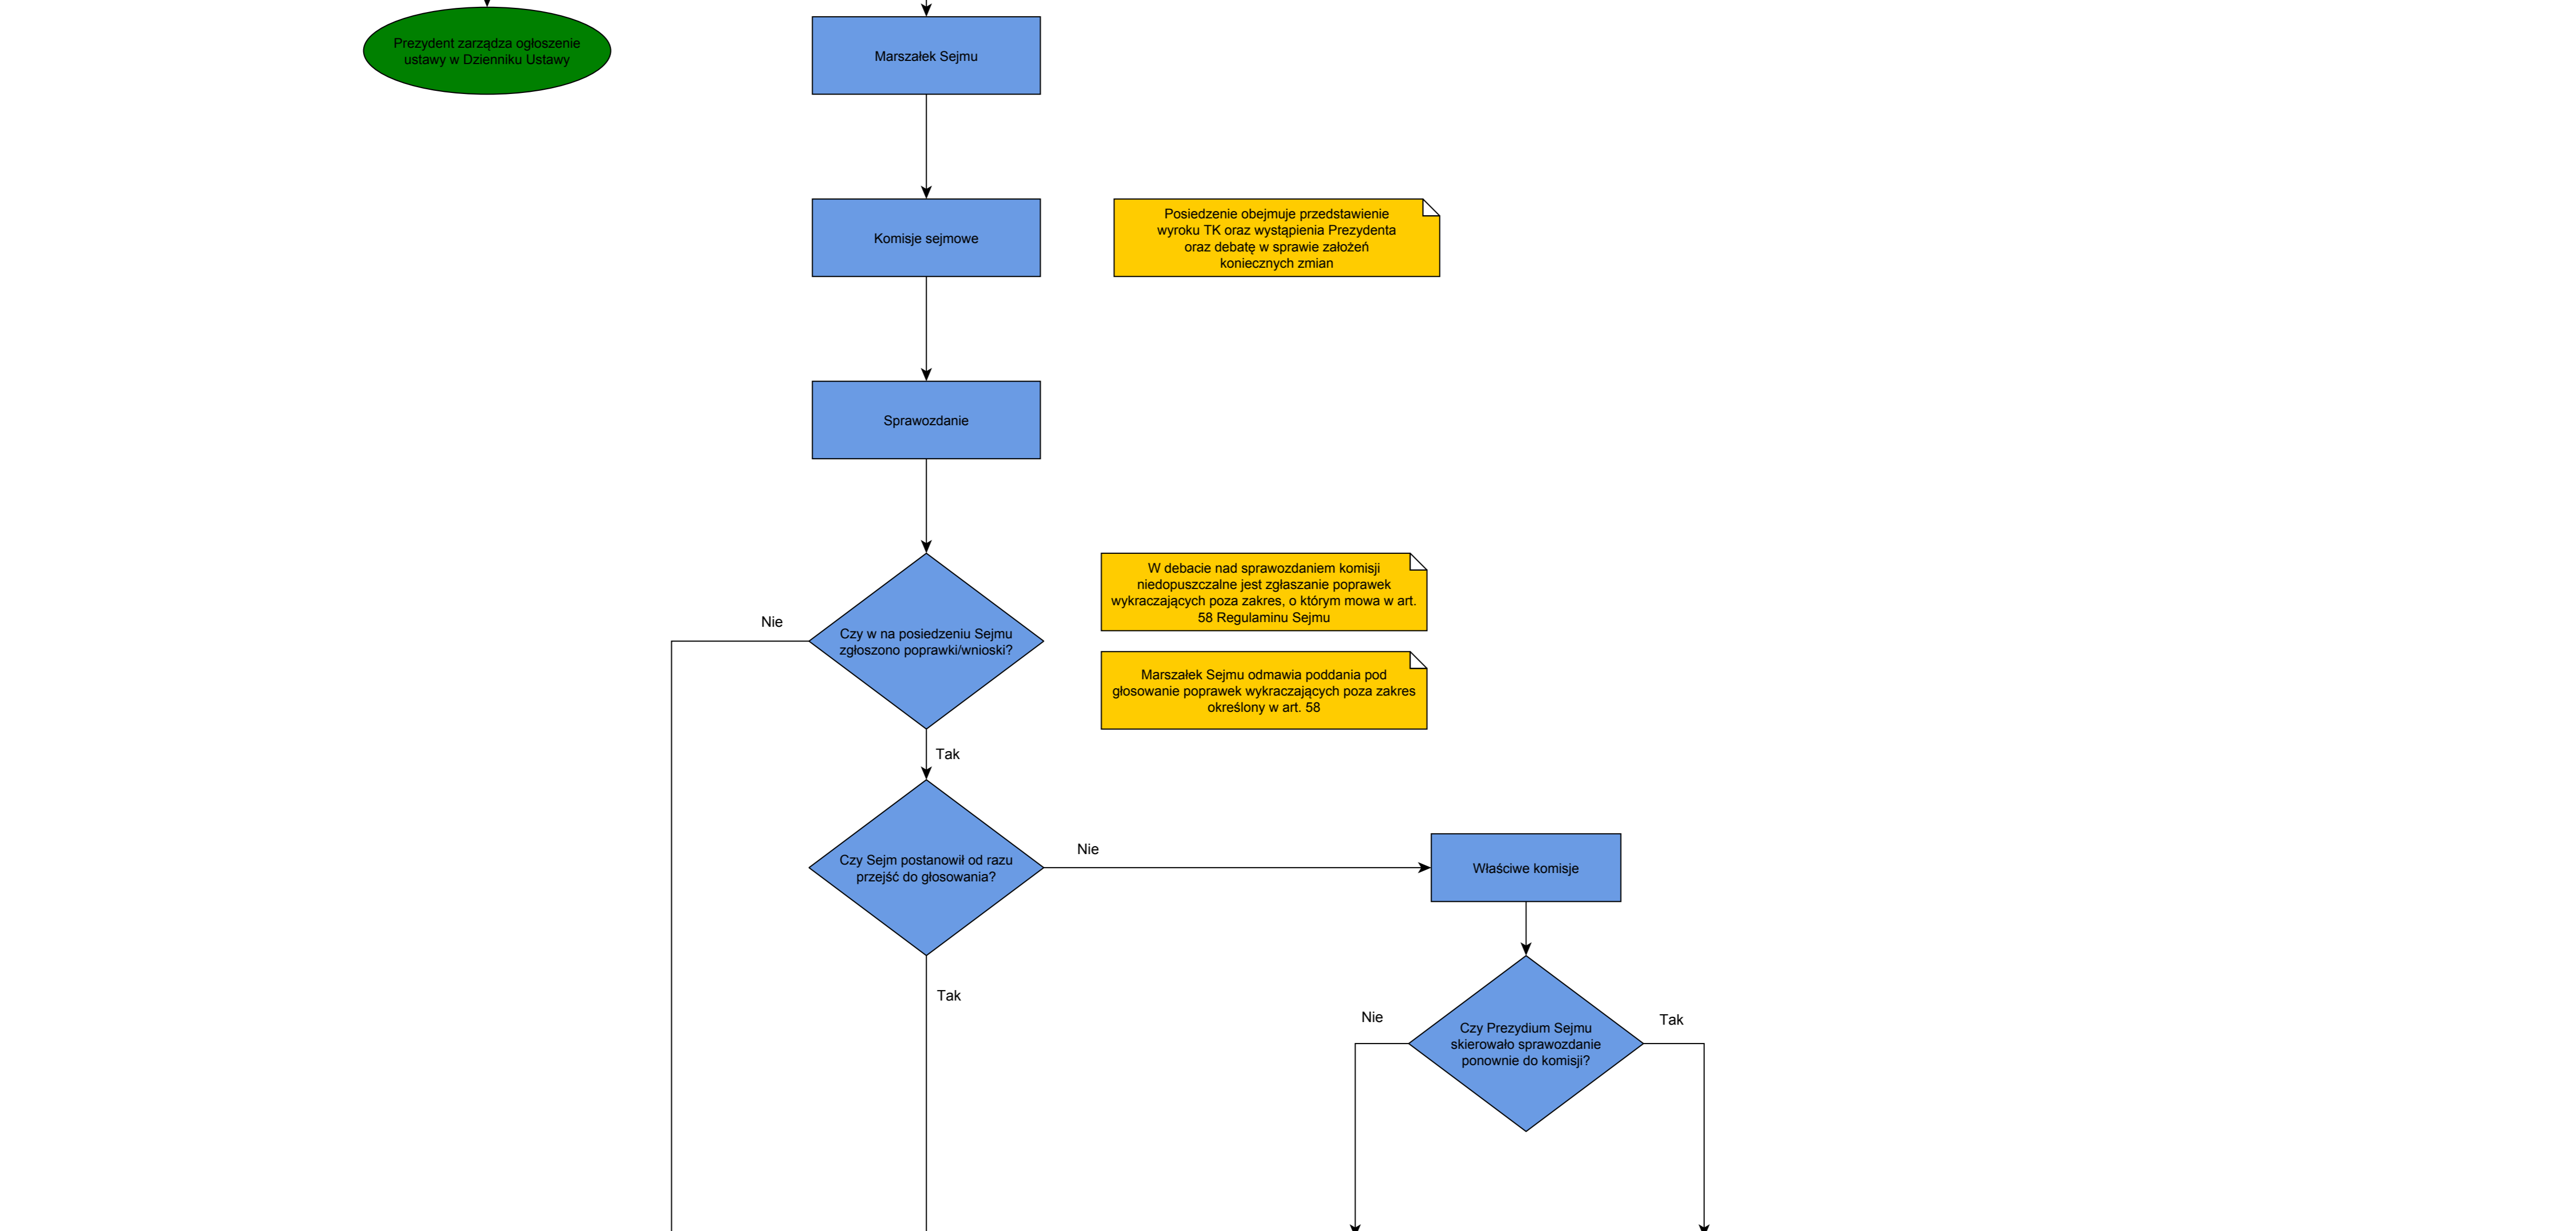 Prezydent zarządza ogłoszenie
ustawy w Dzienniku Ustawy
Marszałek Sejmu
Komisje sejmowe
Posiedzenie obejmuje przedstawienie
wyroku TK oraz wystąpienia Prezydenta
oraz debatę w sprawie założeń
koniecznych zmian
Sprawozdanie
W debacie nad sprawozdaniem komisji
niedopuszczalne jest zgłaszanie poprawek
wykraczających poza zakres, o którym mowa w art.
58 Regulaminu Sejmu
Nie
Czy w na posiedzeniu Sejmu
zgłoszono poprawki/wnioski?
Marszałek Sejmu odmawia poddania pod
głosowanie poprawek wykraczających poza zakres
określony w art. 58
Tak
Czy Sejm postanowił od razu
przejść do głosowania?
Nie
Właściwe komisje
Tak
Nie
Czy Prezydium Sejmu
skierowało sprawozdanie
ponownie do komisji?
Tak